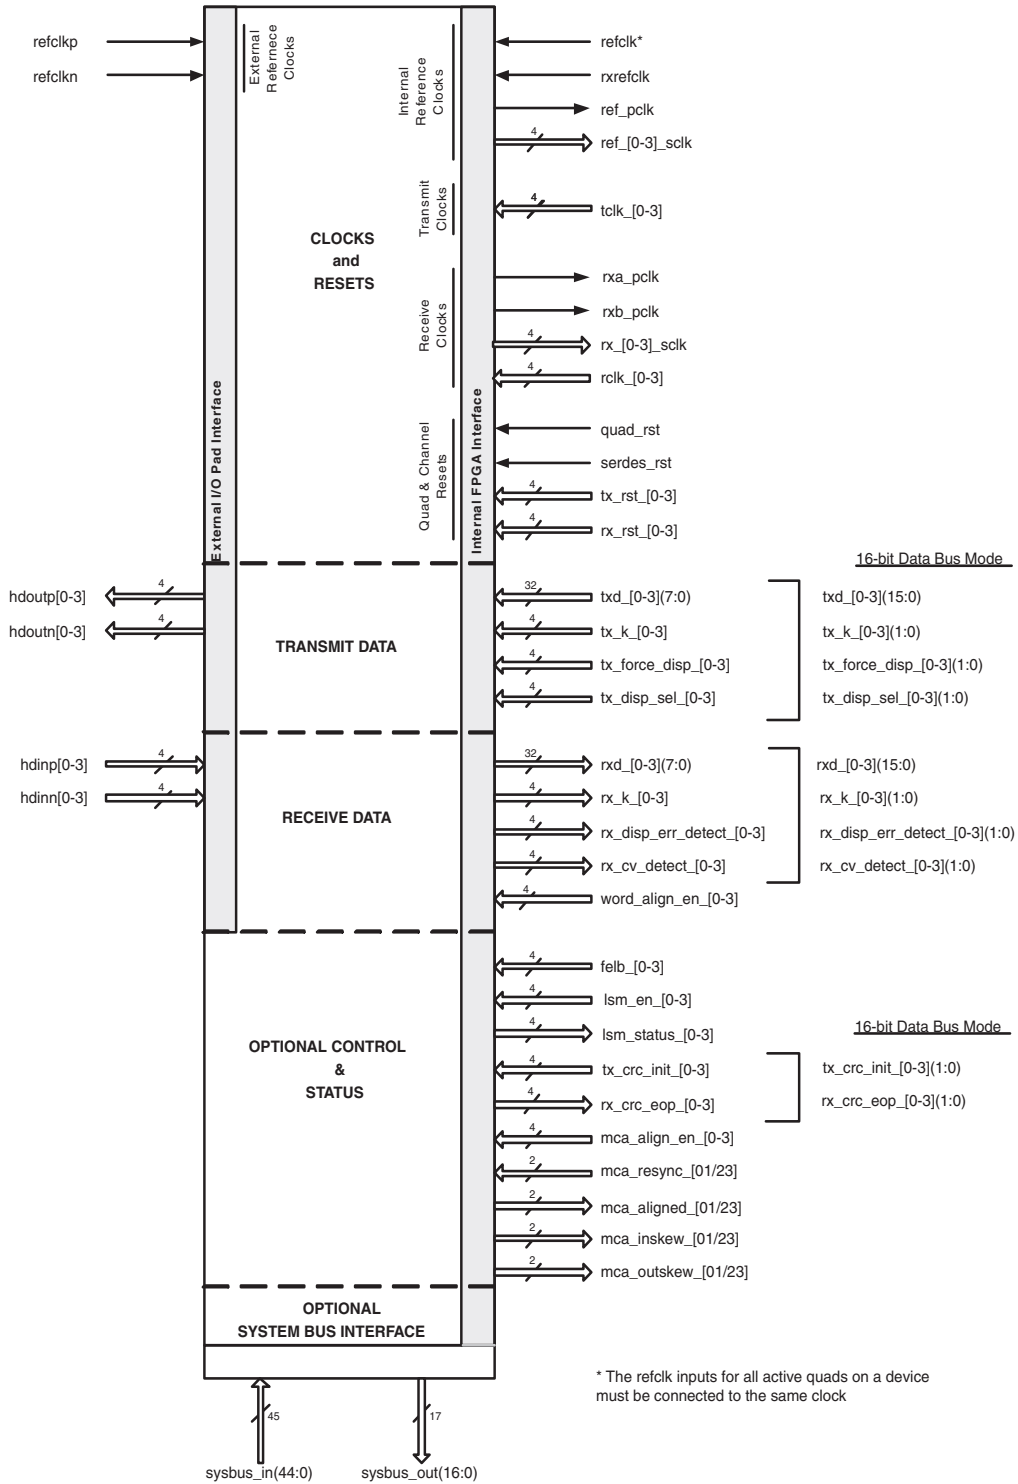 refclkp
refclkn
External
Refernece
Clocks
Internal
Reference
Clocks
refclk*
rxrefclk
ref_pclk
4
ref_[0-3]_sclk
Transmit
Clocks
4
tclk_[0-3]
CLOCKS
and
RESETS
Receive
Clocks
rxa_pclk
rxb_pclk
4
rx_[0-3]_sclk
4
rclk_[0-3]
External I/O Pad Interface
Internal FPGA Interface
Quad & Channel
Resets
quad_rst
serdes_rst
4
tx_rst_[0-3]
4
rx_rst_[0-3]
16-bit Data Bus Mode
hdoutp[0-3]
4
hdoutn[0-3]
4
TRANSMIT DATA
32
txd_[0-3](7:0)
txd_[0-3](15:0)
4
tx_k_[0-3]
tx_k_[0-3](1:0)
4
tx_force_disp_[0-3]
tx_force_disp_[0-3](1:0)
4
tx_disp_sel_[0-3]
tx_disp_sel_[0-3](1:0)
hdinp[0-3]
4
hdinn[0-3]
4
RECEIVE DATA
32
rxd_[0-3](7:0)
rxd_[0-3](15:0)
4
rx_k_[0-3]
rx_k_[0-3](1:0)
4
rx_disp_err_detect_[0-3]
rx_disp_err_detect_[0-3](1:0)
4
rx_cv_detect_[0-3]
rx_cv_detect_[0-3](1:0)
4
word_align_en_[0-3]
OPTIONAL CONTROL
&
STATUS
4
felb_[0-3]
4
lsm_en_[0-3]
4
lsm_status_[0-3]
16-bit Data Bus Mode
4
tx_crc_init_[0-3]
tx_crc_init_[0-3](1:0)
4
rx_crc_eop_[0-3]
rx_crc_eop_[0-3](1:0)
4
mca_align_en_[0-3]
2
mca_resync_[01/23]
2
mca_aligned_[01/23]
2
mca_inskew_[01/23]
2
mca_outskew_[01/23]
OPTIONAL
SYSTEM BUS INTERFACE
* The refclk inputs for all active quads on a device
must be connected to the same clock
45
17
sysbus_in(44:0)
sysbus_out(16:0)